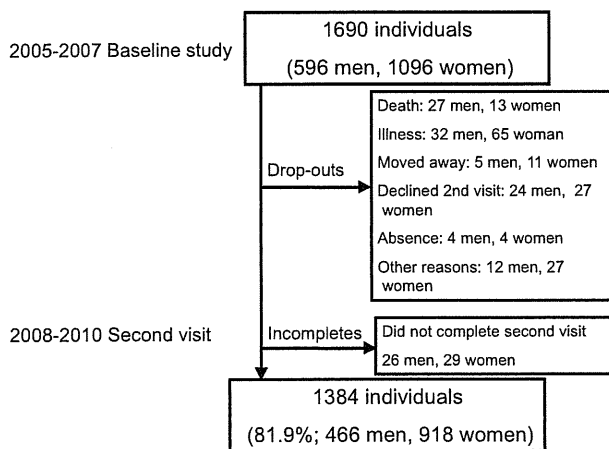 1690 individuals
2005-2007 Baseline study
(596 men, 1096 women)
Death: 27 men, 13 women
Illness: 32 men, 65 woman
Moved away: 5 men, 11 women
Drop-outs
Declined 2nd visit: 24 men, 27
women
Absence: 4 men, 4 women
Other reasons: 12 men, 27
women
2008-2010 Second visit
Incompletes
Did not complete second visit
26 men, 29 women
1384 individuals
(81.9%; 466 men, 918 women)